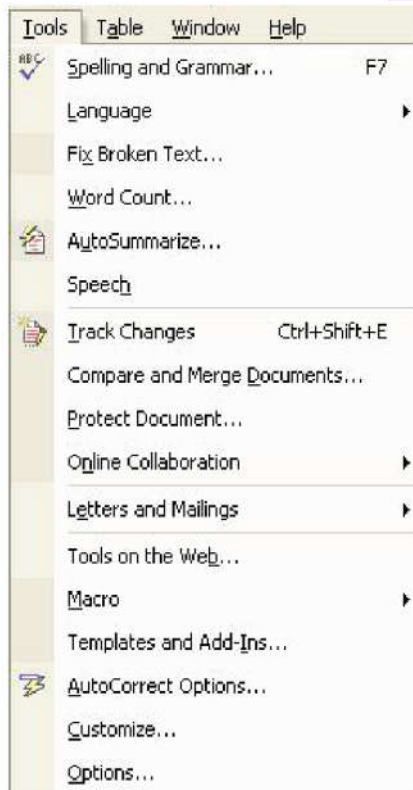 Tools Table Window Help
ABC Spelling and Grammar... F7
Language
Fix Broken Text...
Word Count...
AutoSummarize...
Speech
Track Changes Ctrl+Shift+E
Compare and Merge Documents...
Protect Document...
Online Collaboration
Letters and Mailings
Tools on the Web...
Macro
Templates and Add-Ins...
AutoCorrect Options...
Customize...
Options...